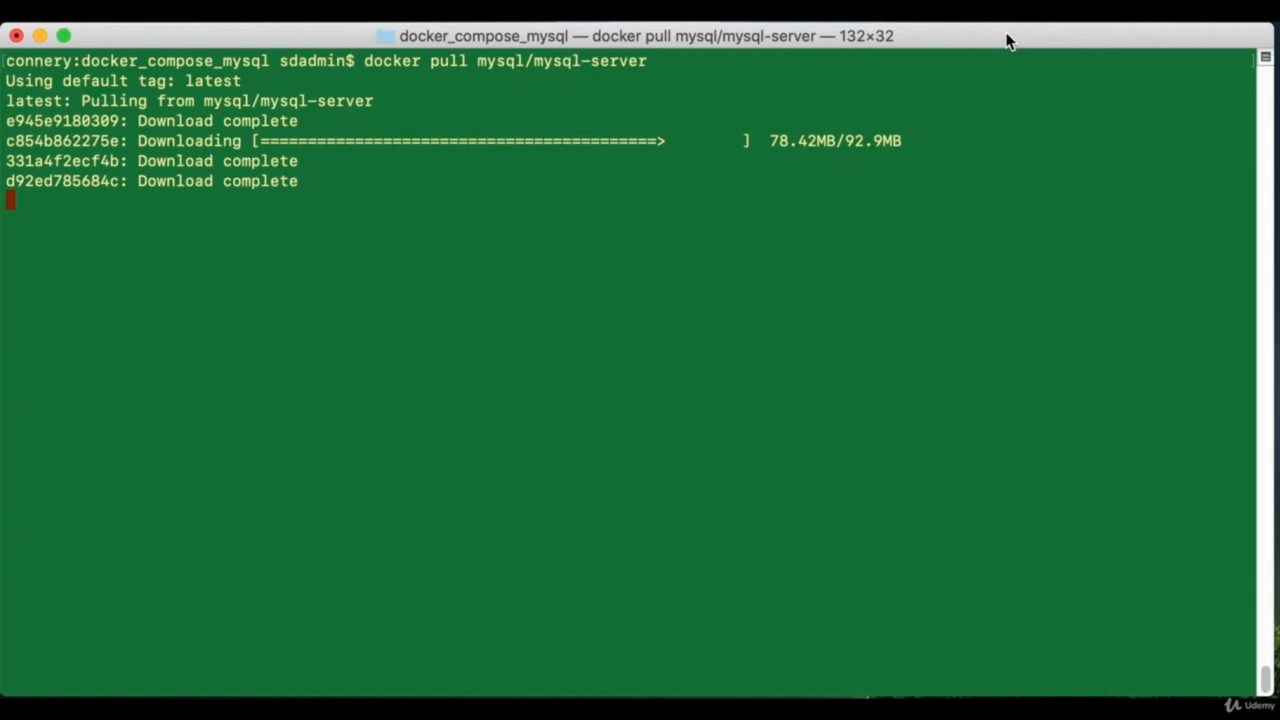 docker_compose_mysql — docker pull mysql/mysql-server — 132×32
[connery:docker_compose_mysql sdadmin$ docker pull mysql/mysql-server ]
Using default tag: latest
latest: Pulling from mysql/mysql-server
e945e9180309: Download complete
c854b862275e: Downloading [==========================================>        ]  78.42MB/92.9MB
331a4f2ecf4b: Download complete
d92ed785684c: Download complete
Udemy